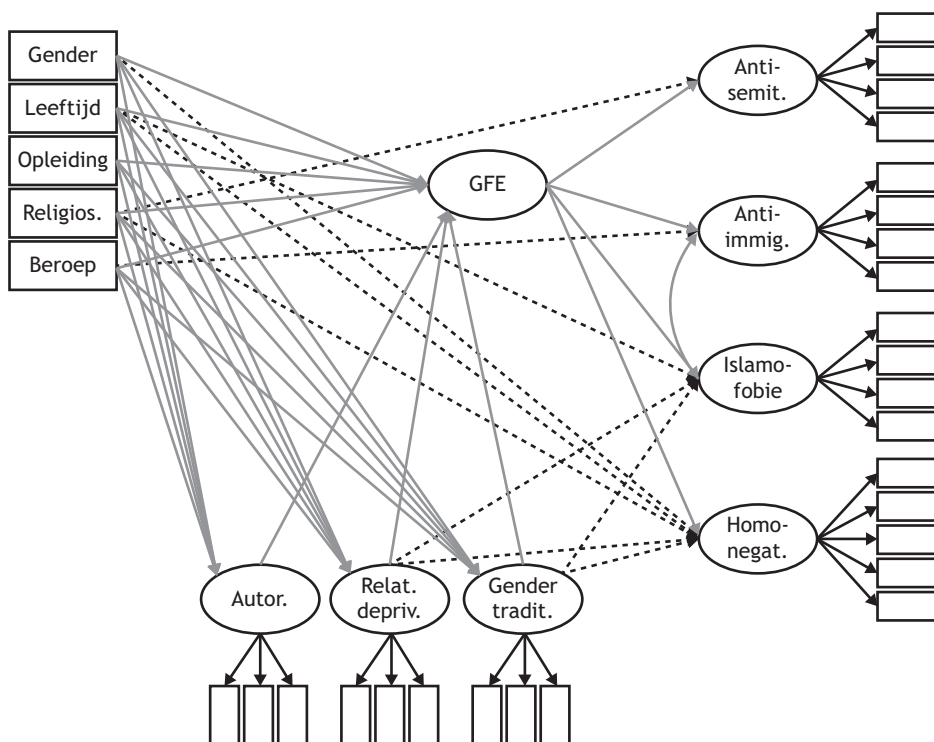 Gender
Leeftijd
Opleiding
Religios.
Beroep
GFE
Anti-
semit.
Anti-
immig.
Islamo-
fobie
Homo-
negat.
Autor.
Relat.
depriv.
Gender
tradit.